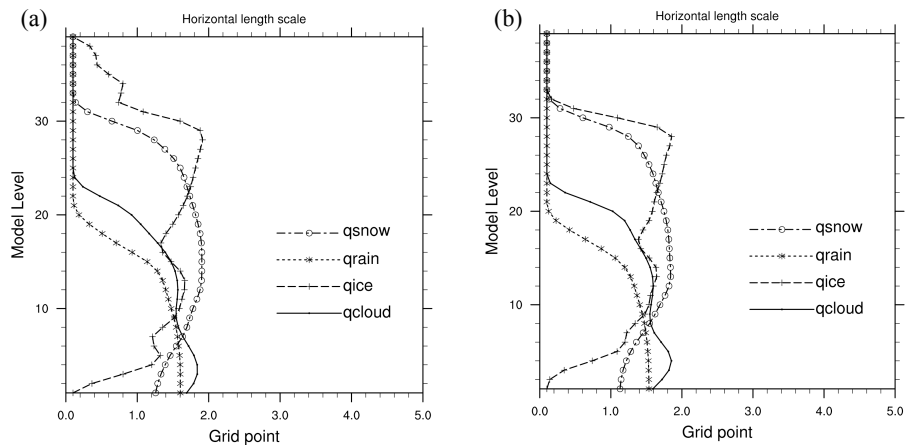 (a)
Horizontal length scale
Model Level
30
20
10
qsnow
qrain
qice
qcloud
0.0 1.0 2.0 3.0 4.0 5.0
Grid point
(b)
Horizontal length scale
Model Level
30
20
10
qsnow
qrain
qice
qcloud
0.0 1.0 2.0 3.0 4.0 5.0
Grid point